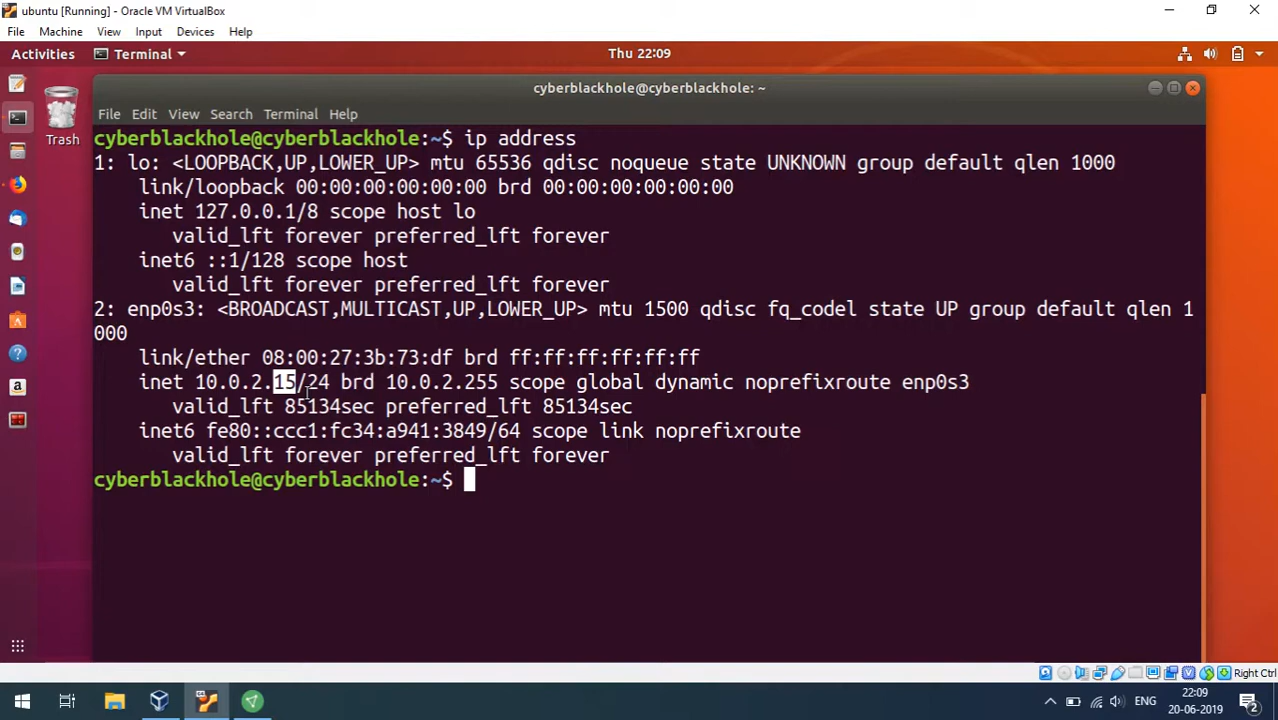 ubuntu [Running] - Oracle VM VirtualBox
File Machine View Input Devices Help
Activities Terminal Thu 22:09
cyberblackhole@cyberblackhole: ~
File Edit View Search Terminal Help
Trash
cyberblackhole@cyberblackhole:~$ ip address
1: lo: <LOOPBACK,UP,LOWER_UP> mtu 65536 qdisc noqueue state UNKNOWN group default qlen 1000
link/loopback 00:00:00:00:00:00 brd 00:00:00:00:00:00
inet 127.0.0.1/8 scope host lo
valid_lft forever preferred_lft forever
inet6 ::1/128 scope host
valid_lft forever preferred_lft forever
2: enp0s3: <BROADCAST,MULTICAST,UP,LOWER_UP> mtu 1500 qdisc fq_codel state UP group default qlen 1
000
link/ether 08:00:27:3b:73:df brd ff:ff:ff:ff:ff:ff
inet 10.0.2.15/24 brd 10.0.2.255 scope global dynamic noprefixroute enp0s3
valid_lft 85134sec preferred_lft 85134sec
inet6 fe80::ccc1:fc34:a941:3849/64 scope link noprefixroute
valid_lft forever preferred_lft forever
cyberblackhole@cyberblackhole:~$
Right Ctrl
ENG
22:09
20-06-2019
2